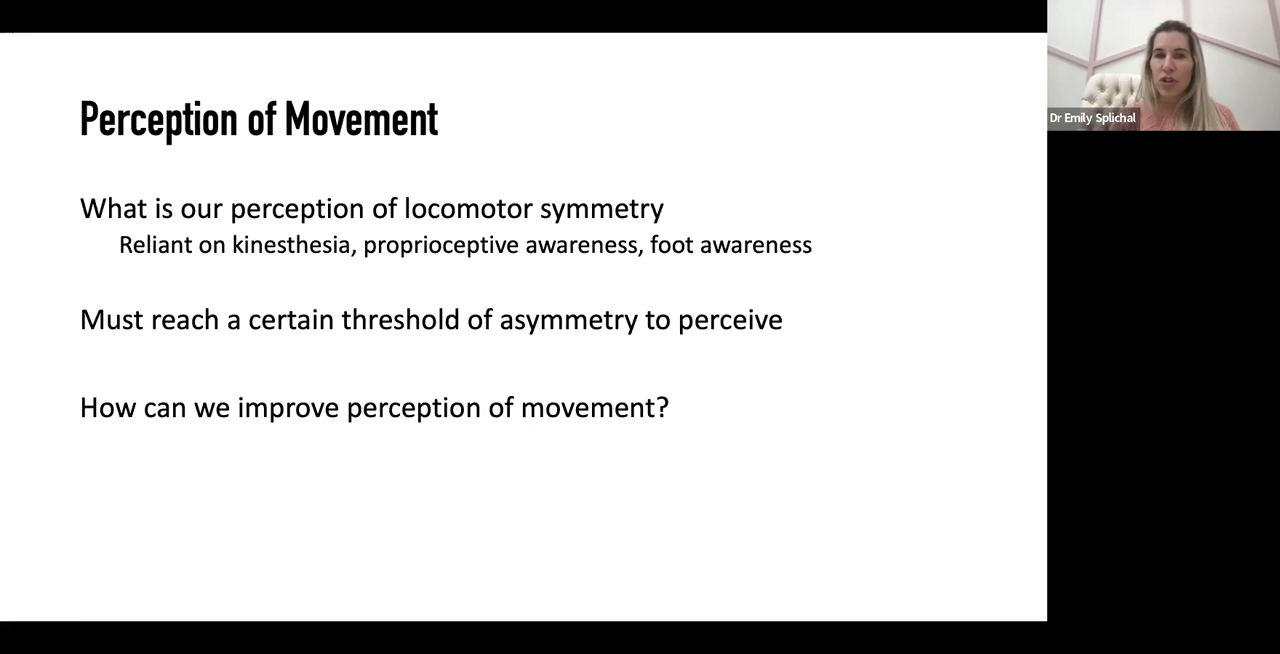 Perception of Movement
What is our perception of locomotor symmetry
Reliant on kinesthesia, proprioceptive awareness, foot awareness
Must reach a certain threshold of asymmetry to perceive
How can we improve perception of movement?
Dr Emily Splichal